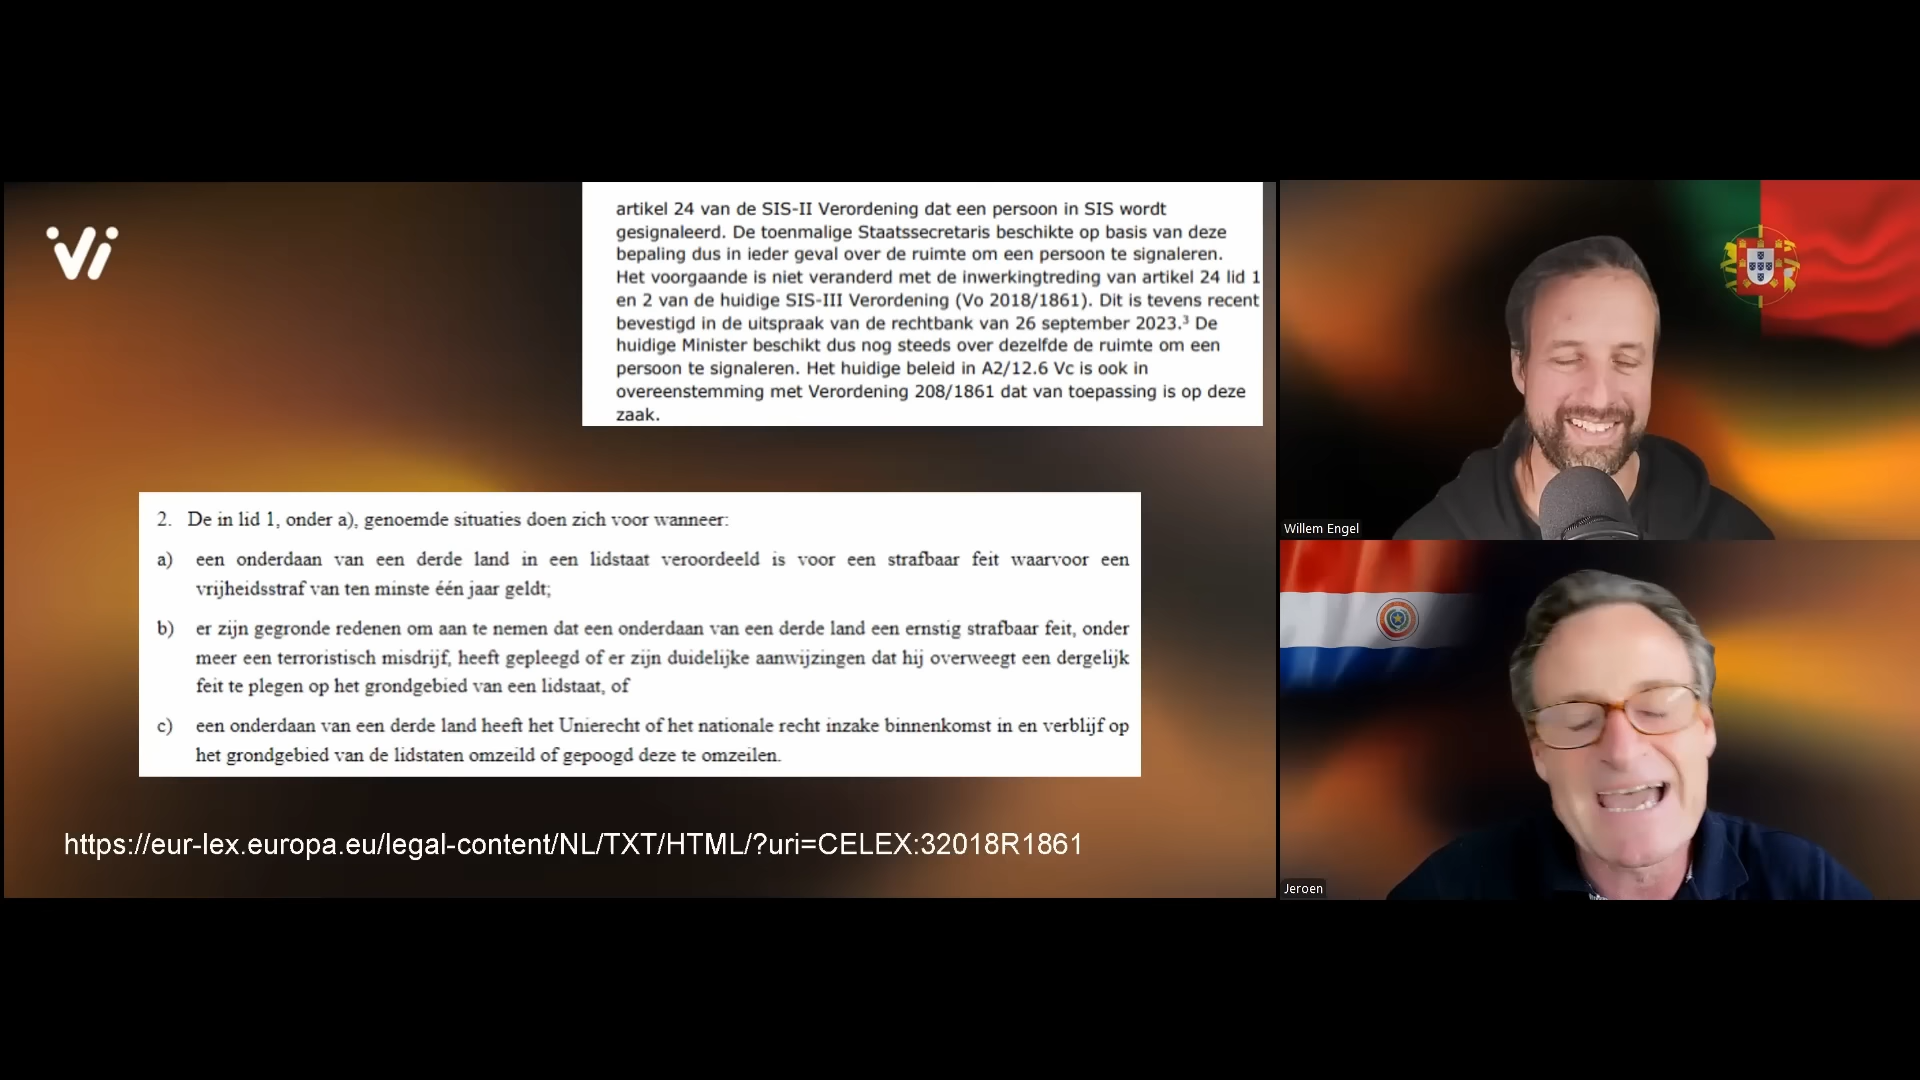 Vi
artikel 24 van de SIS-II Verordening dat een persoon in SIS wordt
gesignaleerd. De toenmalige Staatssecretaris beschikte op basis van deze
bepaling dus in ieder geval over de ruimte om een persoon te signaleren.
Het voorgaande is niet veranderd met de inwerkingtreding van artikel 24 lid 1
en 2 van de huidige SIS-III Verordening (Vo 2018/1861). Dit is tevens recent
bevestigd in de uitspraak van de rechtbank van 26 september 2023.³ De
huidige Minister beschikt dus nog steeds over dezelfde de ruimte om een
persoon te signaleren. Het huidige beleid in A2/12.6 Vc is ook in
overeenstemming met Verordening 208/1861 dat van toepassing is op deze
zaak.
2. De in lid 1, onder a), genoemde situaties doen zich voor wanneer:
a) een onderdaan van een derde land in een lidstaat veroordeeld is voor een strafbaar feit waarvoor een
vrijheidsstraf van ten minste één jaar geldt;
b) er zijn gegronde redenen om aan te nemen dat een onderdaan van een derde land een ernstig strafbaar feit, onder
meer een terroristisch misdrijf, heeft gepleegd of er zijn duidelijke aanwijzingen dat hij overweegt een dergelijk
feit te plegen op het grondgebied van een lidstaat, of
c) een onderdaan van een derde land heeft het Unierecht of het nationale recht inzake binnenkomst in en verblijf op
het grondgebied van de lidstaten omzeild of gepoogd deze te omzeilen.
https://eur-lex.europa.eu/legal-content/NL/TXT/HTML/?uri=CELEX:32018R1861
Willem Engel
Jeroen